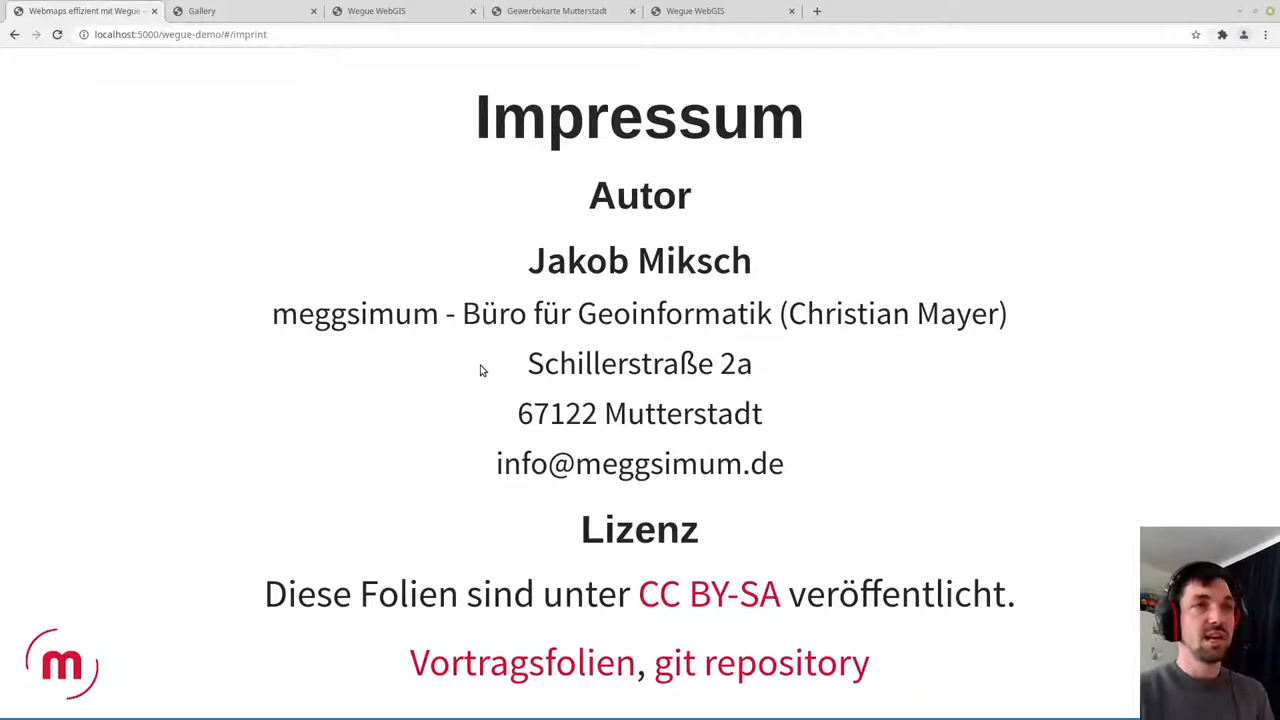 Webmaps effizient mit Wegue
Gallery
Wegue WebGIS
Gewerbekarte Mutterstadt
Wegue WebGIS
localhost:5000/wegue-demo/#/imprint
Impressum
Autor
Jakob Miksch
meggsimum - Büro für Geoinformatik (Christian Mayer)
Schillerstraße 2a
67122 Mutterstadt
info@meggsimum.de
Lizenz
Diese Folien sind unter CC BY-SA veröffentlicht.
m
Vortragsfolien, git repository